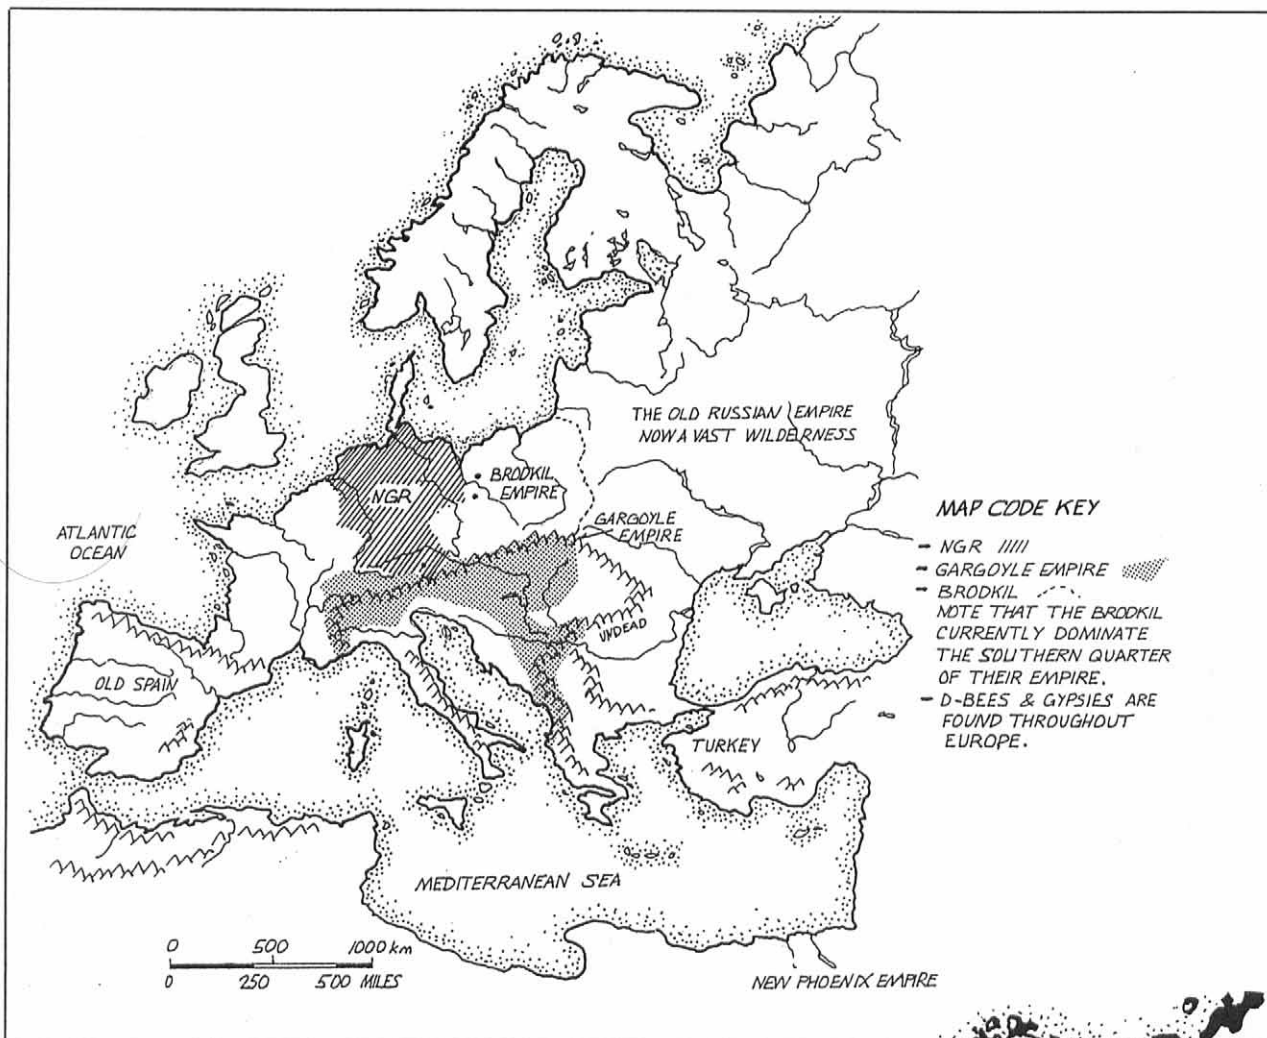 THE OLD RUSSIAN EMPIRE
NOW A VAST WILDERNESS
NGR
BRODKIL
EMPIRE
GARGOYLE
EMPIRE
ATLANTIC
OCEAN
UNDEAD
OLD SPAIN
TURKEY
MEDITERRANEAN SEA
NEW PHOENIX EMPIRE
0 500 1000 km
0 250 500 MILES
MAP CODE KEY
- NGR /////
- GARGOYLE EMPIRE
- BRODKIL -----.
NOTE THAT THE BRODKIL
CURRENTLY DOMINATE
THE SOUTHERN QUARTER
OF THEIR EMPIRE.
- D-BEES & GYPSIES ARE
FOUND THROUGHOUT
EUROPE.